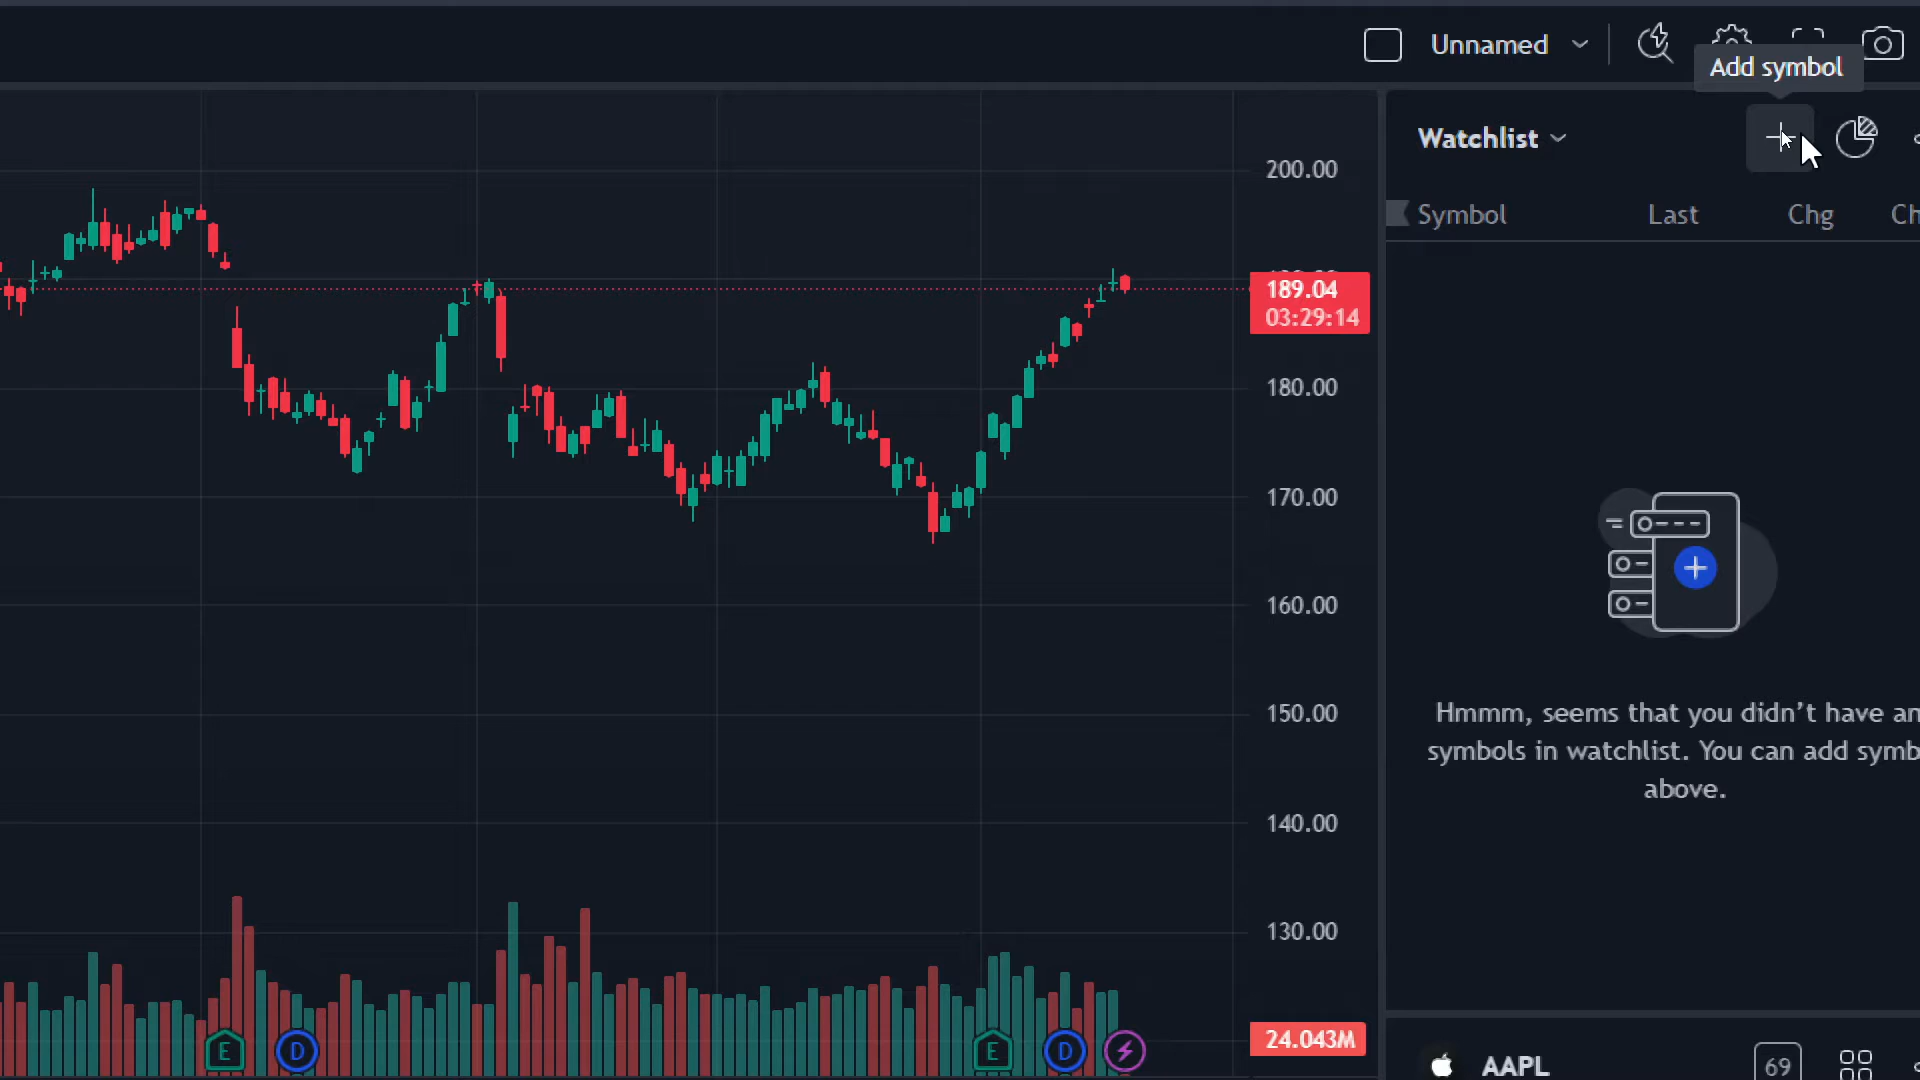 Unnamed
Add symbol
Watchlist
Symbol Last Chg
200.00
189.04
03:29:14
180.00
170.00
160.00
150.00
140.00
130.00
24.043M
E D E D
Hmmm, seems that you didn't have an
symbols in watchlist. You can add symb
above.
AAPL 69